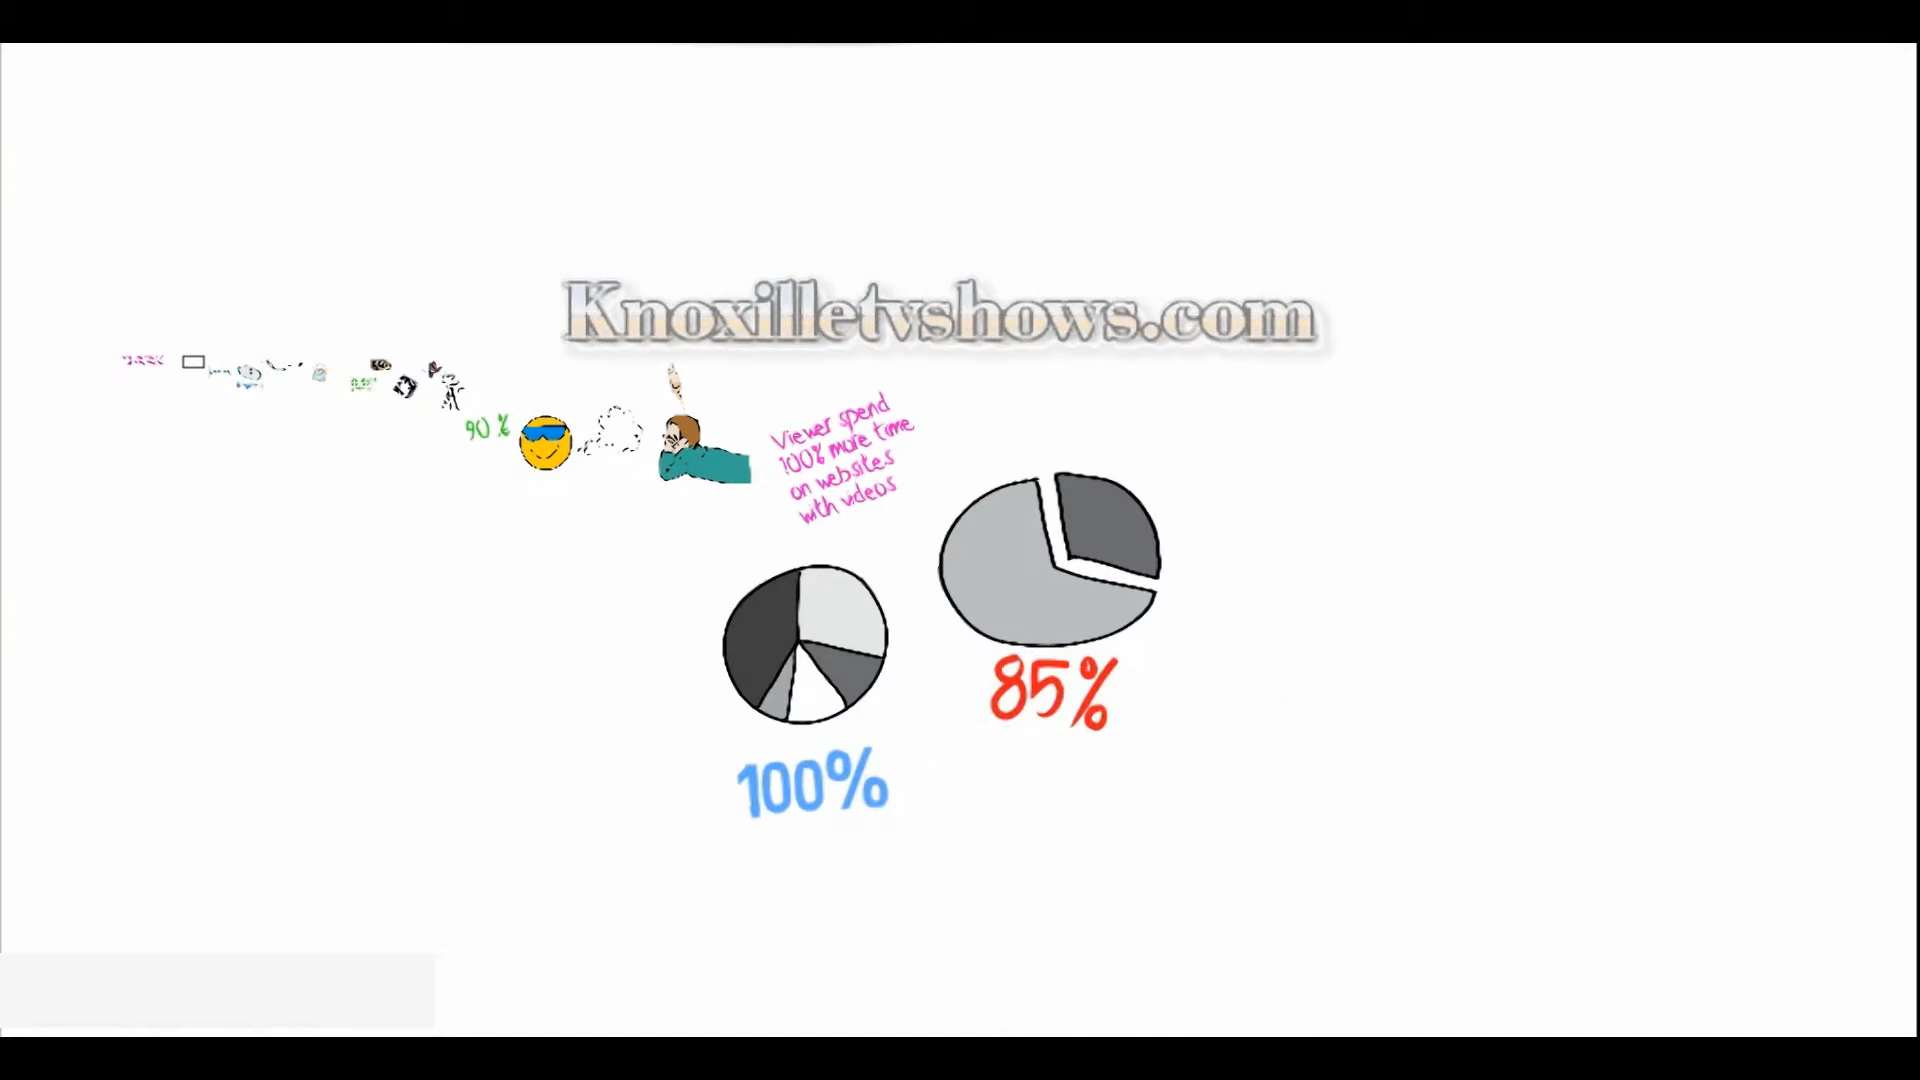 Knoxilletvshows.com
90%
Viewer spend
100% more time
on websites
with videos
85%
100%